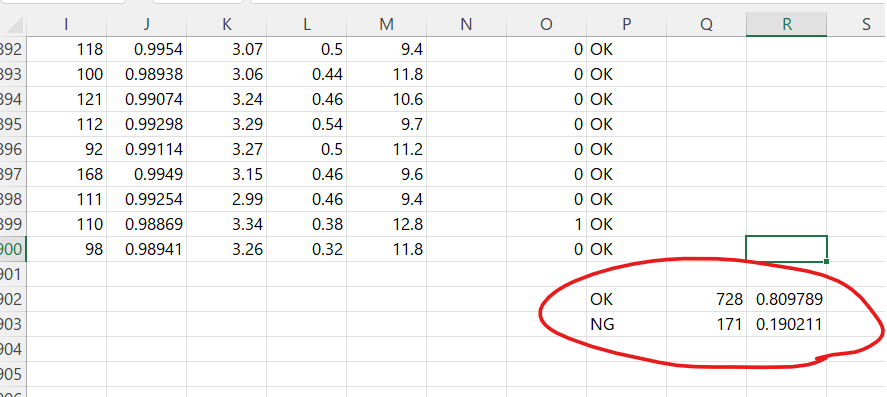 I J K L M N O P Q R S
892 118 0.9954 3.07 0.5 9.4 0 OK
893 100 0.98938 3.06 0.44 11.8 0 OK
894 121 0.99074 3.24 0.46 10.6 0 OK
895 112 0.99298 3.29 0.54 9.7 0 OK
896 92 0.99114 3.27 0.5 11.2 0 OK
897 168 0.9949 3.15 0.46 9.6 0 OK
898 111 0.99254 2.99 0.46 9.4 0 OK
899 110 0.98869 3.34 0.38 12.8 1 OK
900 98 0.98941 3.26 0.32 11.8 0 OK
901
902 OK 728 0.809789
903 NG 171 0.190211
904
905